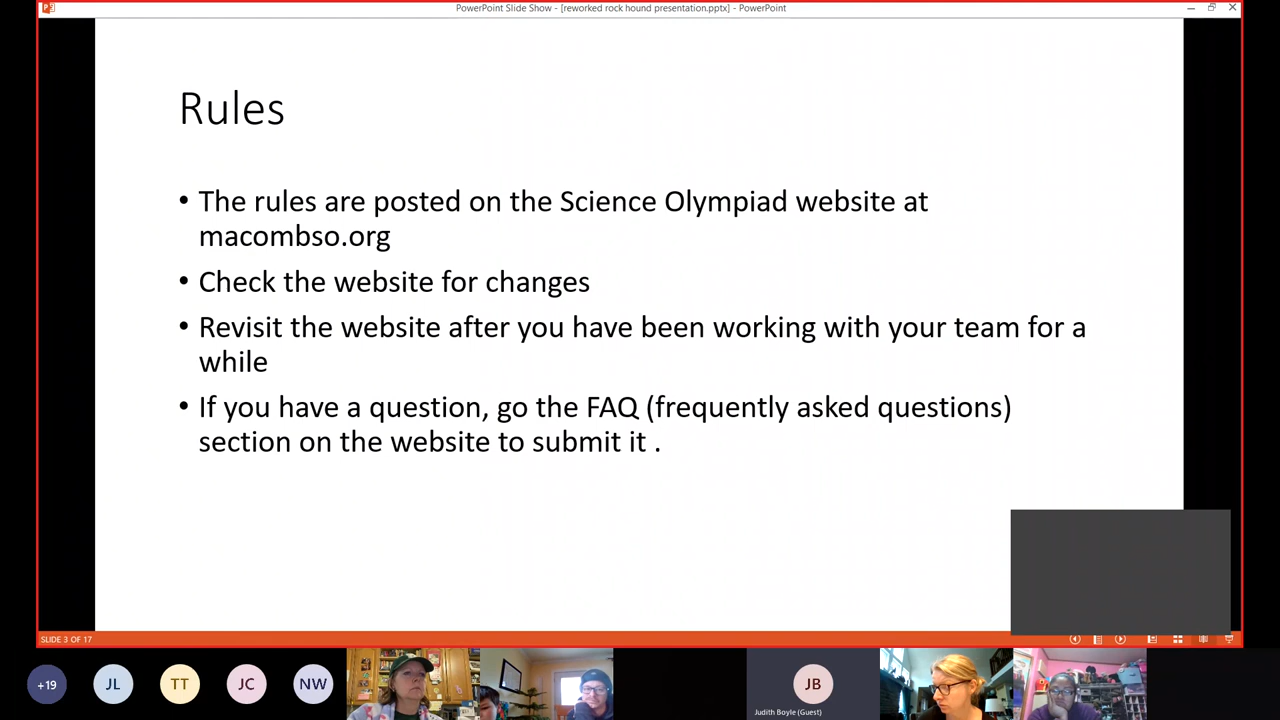 PowerPoint Slide Show - [reworked rock hound presentation.pptx] - PowerPoint
Rules
• The rules are posted on the Science Olympiad website at
macombso.org
• Check the website for changes
• Revisit the website after you have been working with your team for a
while
• If you have a question, go the FAQ (frequently asked questions)
section on the website to submit it .
SLIDE 3 OF 17
+19
JL
TT
JC
NW
JB
Judith Boyle (Guest)